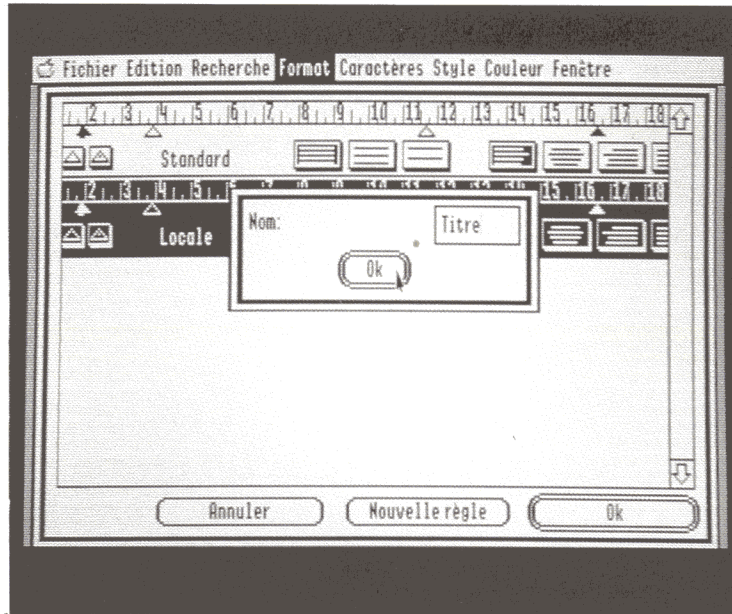 Fichier Edition Recherche Format Caractères Style Couleur Fenêtre
2 3 4 5 6 7 8 9 10 11 12 13 14 15 16 17 18
Standard
2 3 4 5 15 16 17 18
Locale
Nom: Titre
Ok
Annuler Nouvelle règle Ok